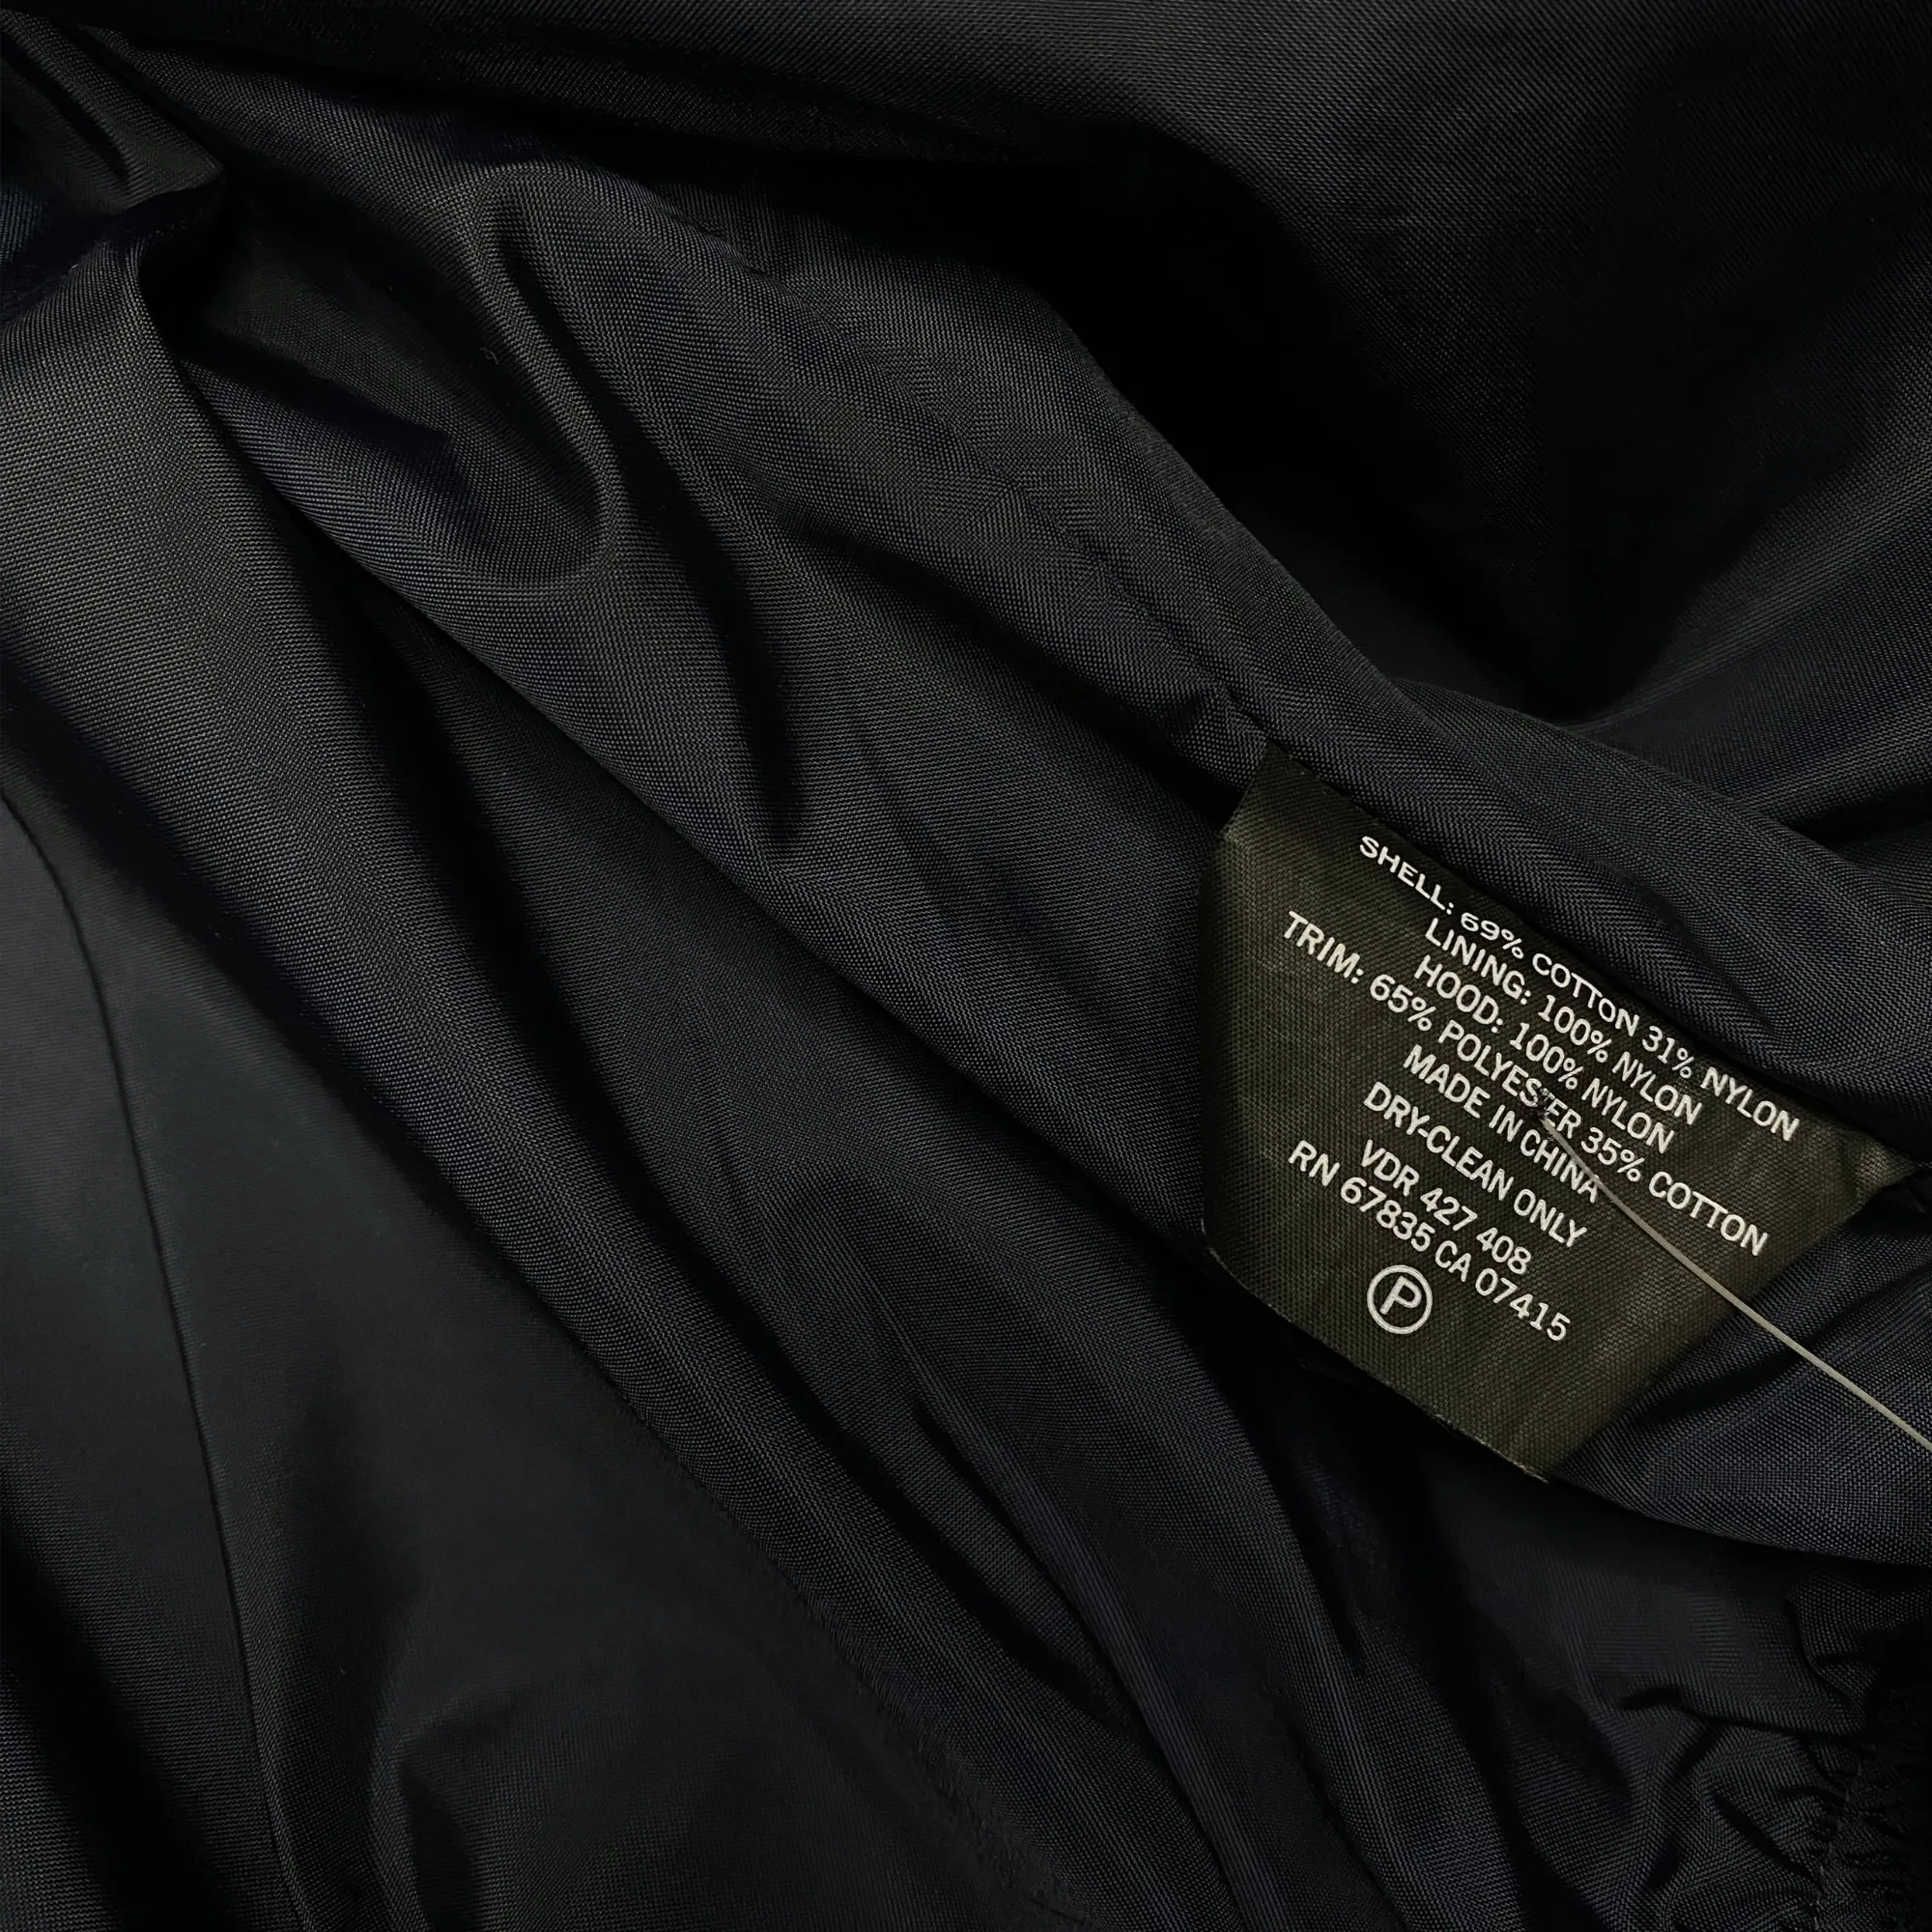 SHELL: 69% COTTON 31% NYLON
LINING: 100% NYLON
HOOD: 100% NYLON
TRIM: 65% POLYESTER 35% COTTON
MADE IN CHINA
DRY-CLEAN ONLY
VDR 427 408
RN 67835 CA 07415
P